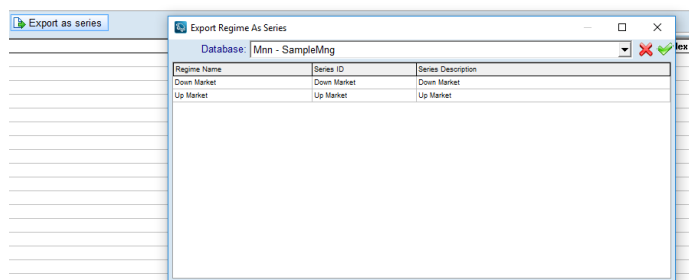 Export as series
Export Regime As Series
Database: Mnn - SampleMng
lex
Regime Name Series ID Series Description
Down Market Down Market Down Market
Up Market Up Market Up Market